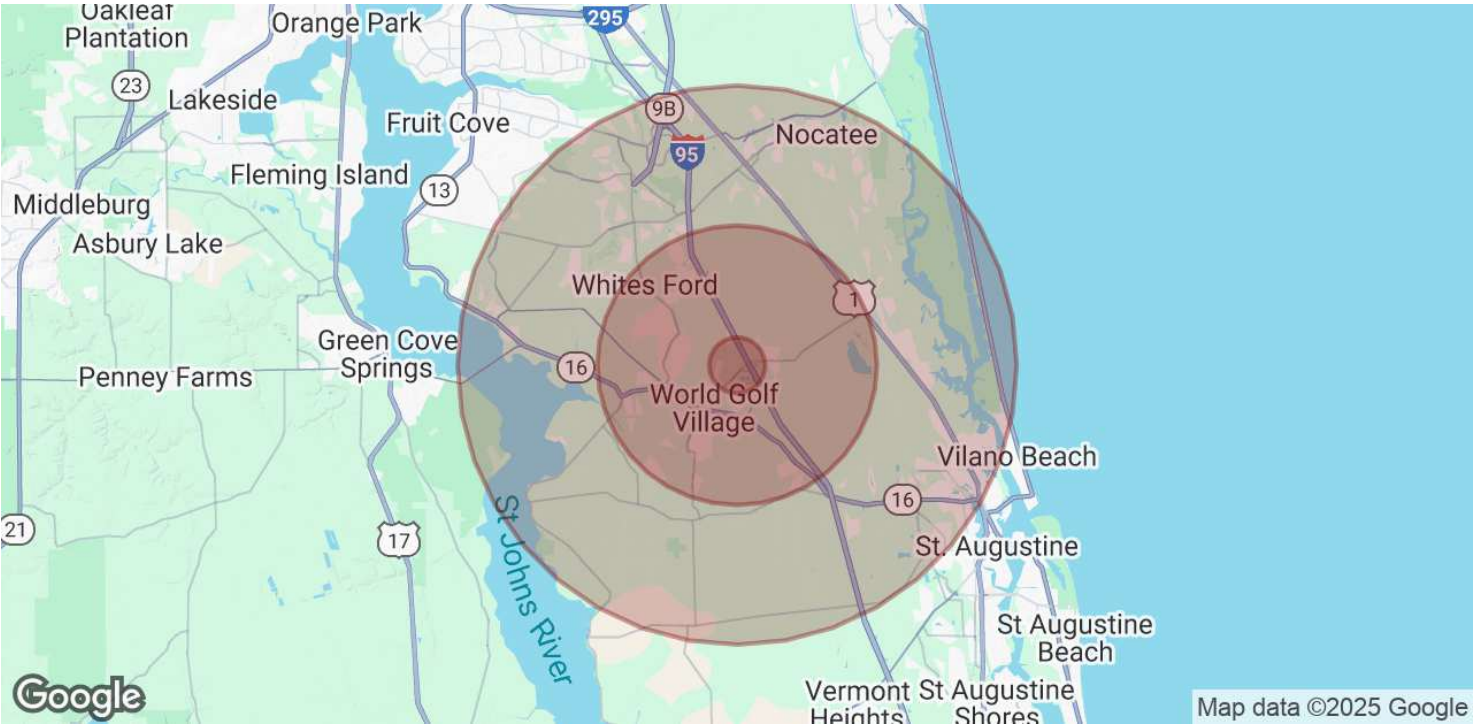 Oakleaf
Plantation
Orange Park
295
23
Lakeside
9B
Fruit Cove
Nocatee
95
Fleming Island
13
Middleburg
Asbury Lake
Whites Ford
1
Green Cove
Springs
16
Penney Farms
World Golf
Village
Vilano Beach
16
21
17
St. Augustine
St Johns River
St Augustine
Beach
Vermont
Heights
St Augustine
Shores
Google
Map data ©2025 Google